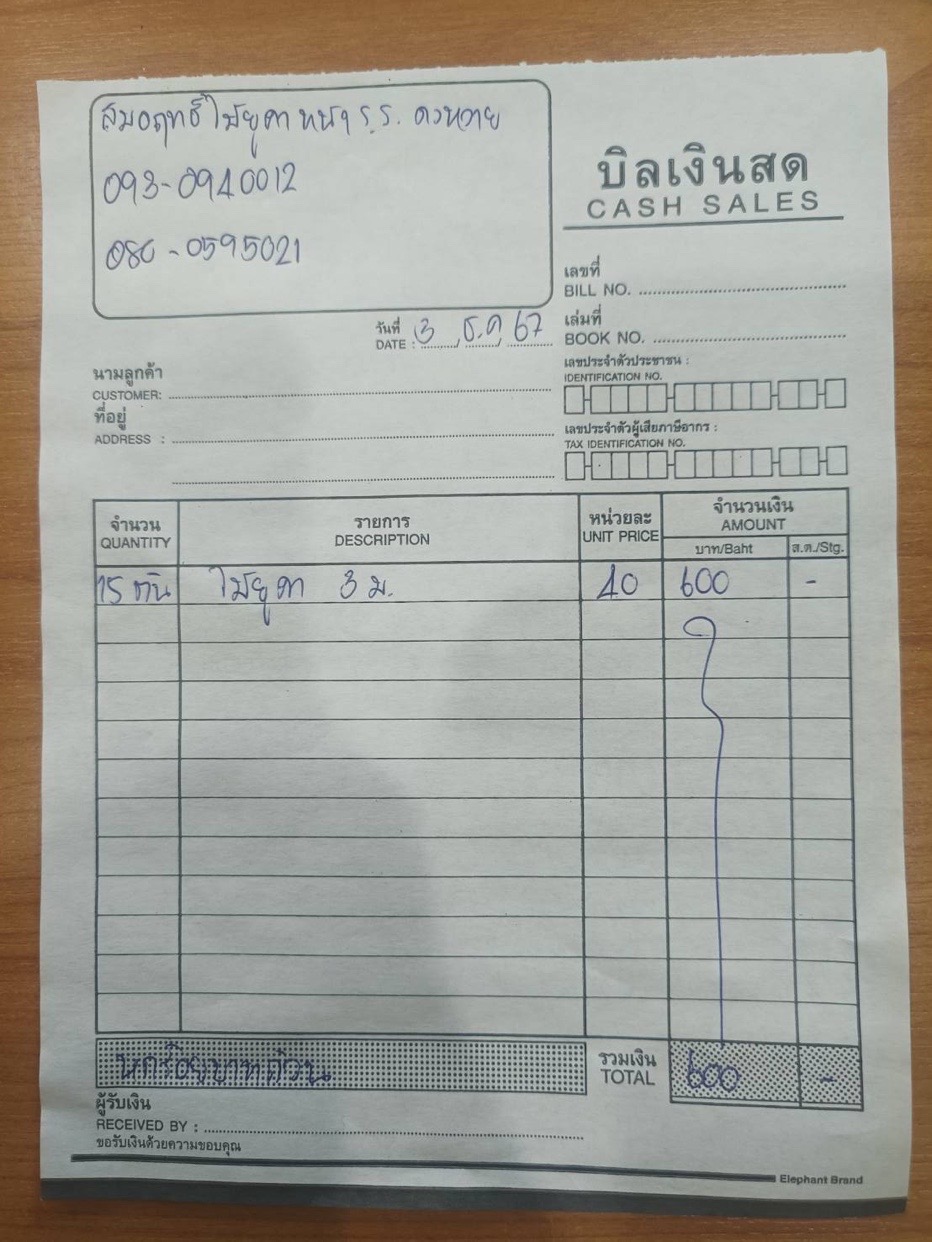 สมอฤทธิ์ ไม้ยูคา หน้า ร.ร. ดงหวาย
093-0940012
080-0595021
บิลเงินสด
CASH SALES
เลขที่
BILL NO.
วันที่
DATE : 3 ธ.ค. 67
เล่มที่
BOOK NO.
นามลูกค้า
CUSTOMER:
ที่อยู่
ADDRESS :
เลขประจำตัวประชาชน :
IDENTIFICATION NO.
เลขประจำตัวผู้เสียภาษีอากร :
TAX IDENTIFICATION NO.
จำนวน รายการ หน่วยละ จำนวนเงิน
QUANTITY DESCRIPTION UNIT PRICE AMOUNT
บาท/Baht ส.ต./Stg.
15 ต้น ไม้ยูคา 3 ม. 40 600 -
หกร้อยบาทถ้วน รวมเงิน 600 -
TOTAL
ผู้รับเงิน
RECEIVED BY :
ขอรับเงินด้วยความขอบคุณ
Elephant Brand